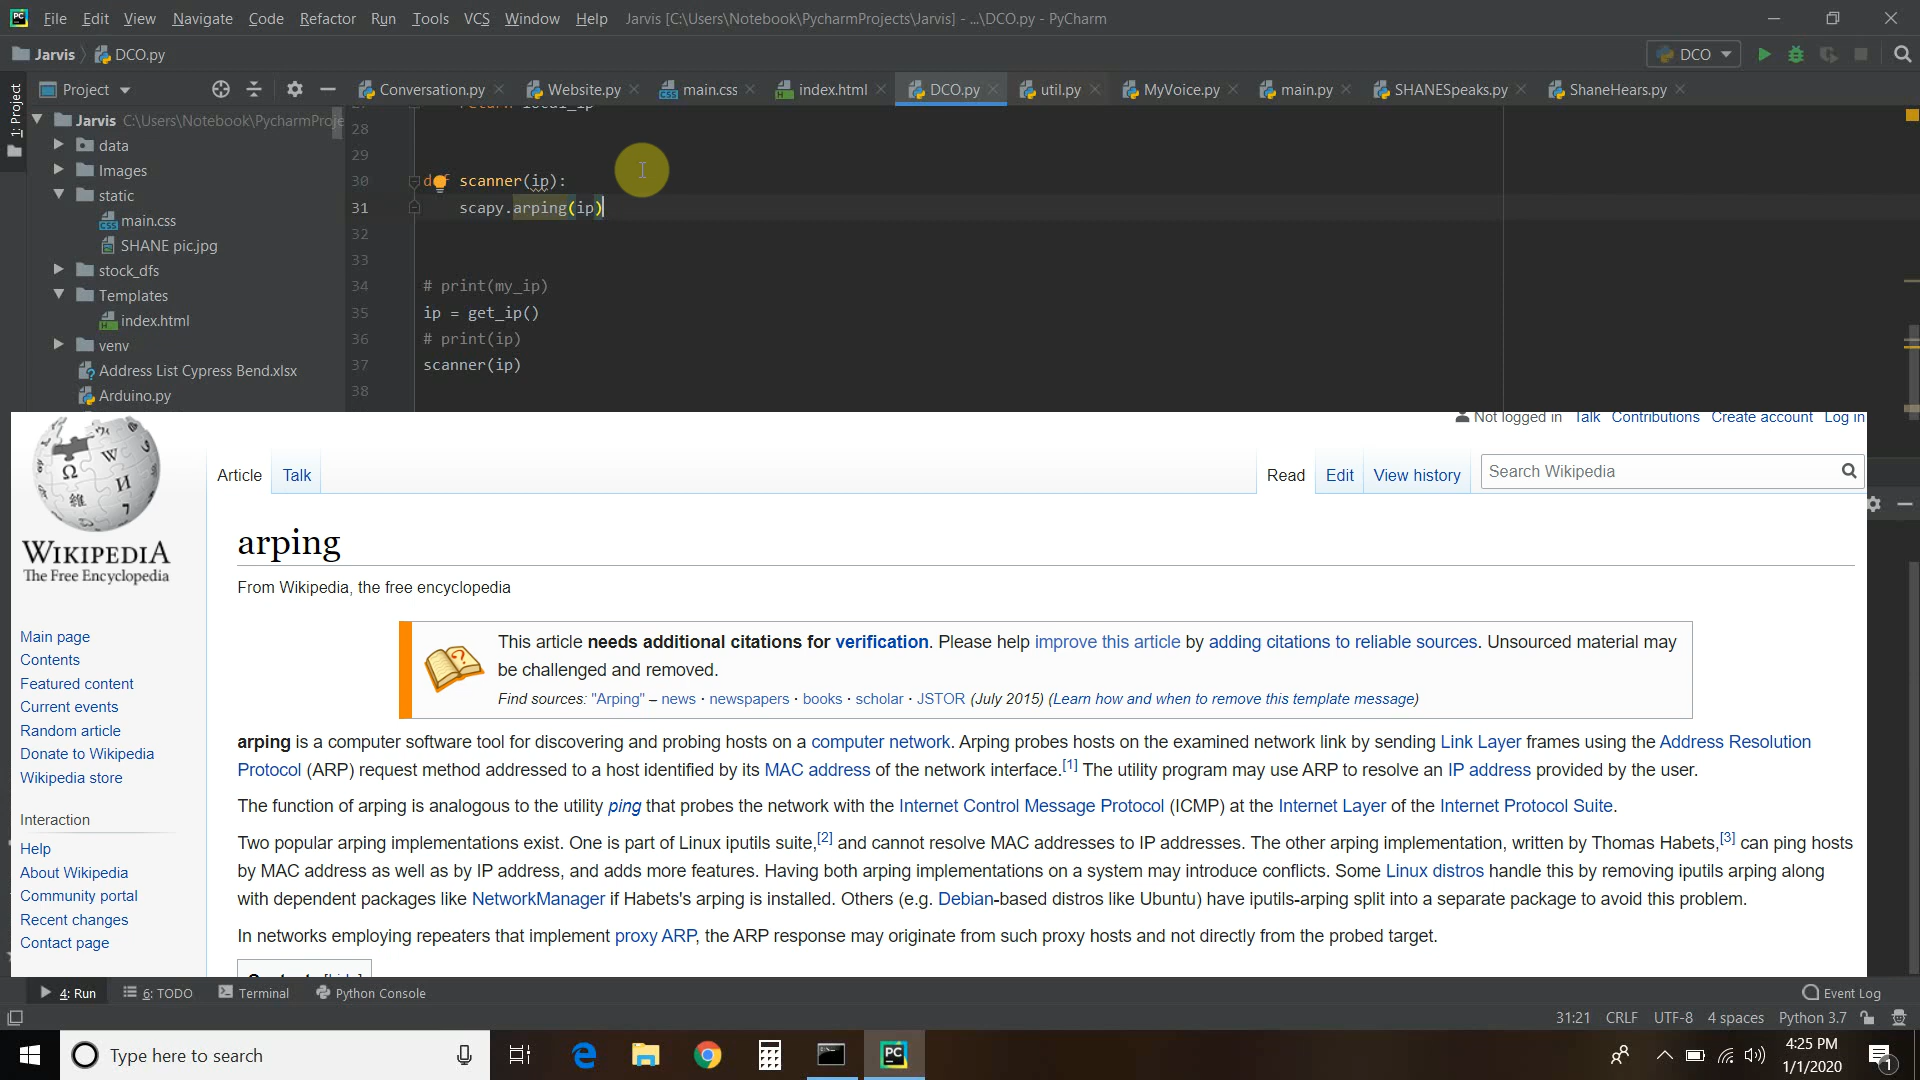 File Edit View Navigate Code Refactor Run Tools VCS Window Help Jarvis [C:\Users\Notebook\PycharmProjects\Jarvis] - ...\DCO.py - PyCharm
Jarvis DCO.py DCO
Project Conversation.py Website.py main.css index.html DCO.py util.py MyVoice.py main.py SHANESpeaks.py ShaneHears.py
1: Project
Jarvis C:\Users\Notebook\PycharmProje
data
Images
static
main.css
SHANE pic.jpg
stock_dfs
Templates
index.html
venv
Address List Cypress Bend.xlsx
Arduino.py
return local_ip
28
29
30 def scanner(ip):
31 scapy.arping(ip)
32
33
34 # print(my_ip)
35 ip = get_ip()
36 # print(ip)
37 scanner(ip)
38
Not logged in Talk Contributions Create account Log in
Article Talk Read Edit View history Search Wikipedia
WIKIPEDIA
The Free Encyclopedia
Main page
Contents
Featured content
Current events
Random article
Donate to Wikipedia
Wikipedia store
Interaction
Help
About Wikipedia
Community portal
Recent changes
Contact page
arping
From Wikipedia, the free encyclopedia
This article needs additional citations for verification. Please help improve this article by adding citations to reliable sources. Unsourced material may
be challenged and removed.
Find sources: "Arping" – news · newspapers · books · scholar · JSTOR (July 2015) (Learn how and when to remove this template message)
arping is a computer software tool for discovering and probing hosts on a computer network. Arping probes hosts on the examined network link by sending Link Layer frames using the Address Resolution
Protocol (ARP) request method addressed to a host identified by its MAC address of the network interface.[1] The utility program may use ARP to resolve an IP address provided by the user.
The function of arping is analogous to the utility ping that probes the network with the Internet Control Message Protocol (ICMP) at the Internet Layer of the Internet Protocol Suite.
Two popular arping implementations exist. One is part of Linux iputils suite,[2] and cannot resolve MAC addresses to IP addresses. The other arping implementation, written by Thomas Habets,[3] can ping hosts
by MAC address as well as by IP address, and adds more features. Having both arping implementations on a system may introduce conflicts. Some Linux distros handle this by removing iputils arping along
with dependent packages like NetworkManager if Habets's arping is installed. Others (e.g. Debian-based distros like Ubuntu) have iputils-arping split into a separate package to avoid this problem.
In networks employing repeaters that implement proxy ARP, the ARP response may originate from such proxy hosts and not directly from the probed target.
4: Run 6: TODO Terminal Python Console Event Log
31:21 CRLF UTF-8 4 spaces Python 3.7
Type here to search
4:25 PM
1/1/2020
1